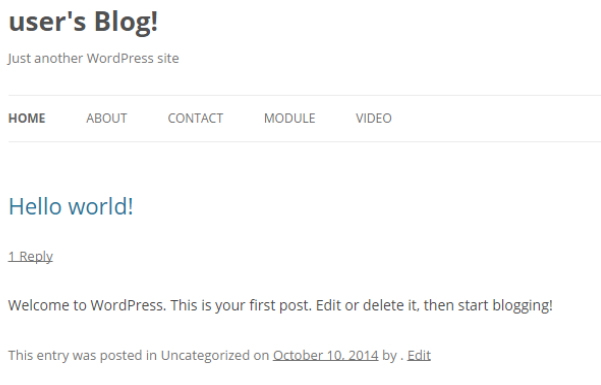 user's Blog!
Just another WordPress site
HOME ABOUT CONTACT MODULE VIDEO
Hello world!
1 Reply
Welcome to WordPress. This is your first post. Edit or delete it, then start blogging!
This entry was posted in Uncategorized on October 10, 2014 by . Edit